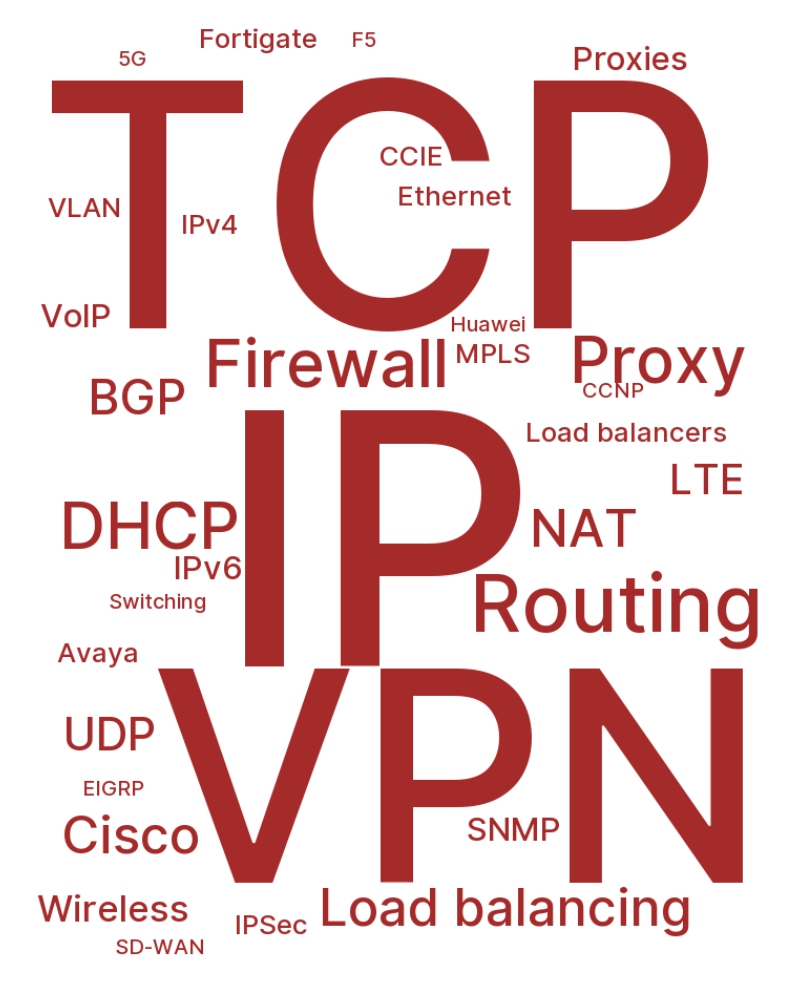 Fortigate
F5
5G
Proxies
TCP
CCIE
Ethernet
VLAN
IPv4
VoIP
Huawei
Firewall
MPLS
Proxy
CCNP
BGP
Load balancers
IP
LTE
DHCP
NAT
IPv6
Switching
Routing
Avaya
VPN
UDP
EIGRP
SNMP
Cisco
Wireless
Load balancing
IPSec
SD-WAN